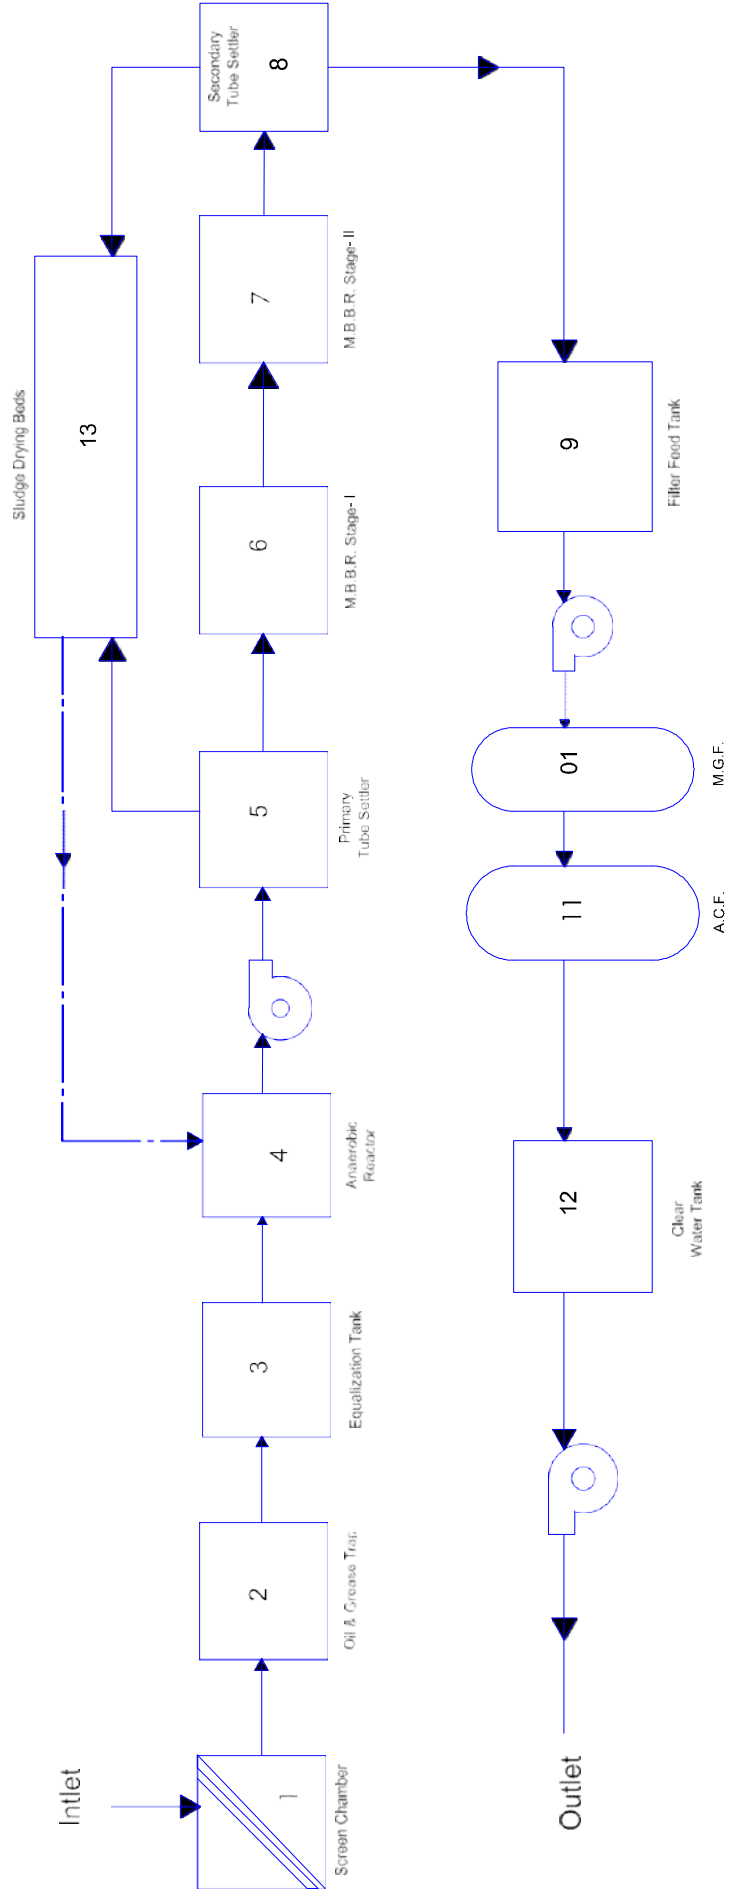 Intlet
1
Screen Chamber
2
Oil & Grease Trap
3
Equalization Tank
4
Anaerobic
Reactor
5
Primary
Tube Settler
6
M.B.B.R. Stage- I
7
M.B.B.R. Stage- II
Secondary
Tube Settler
8
Sludge Drying Beds
13
9
Filter Feed Tank
01
M.G.F.
11
A.C.F.
12
Clear
Water Tank
Outlet